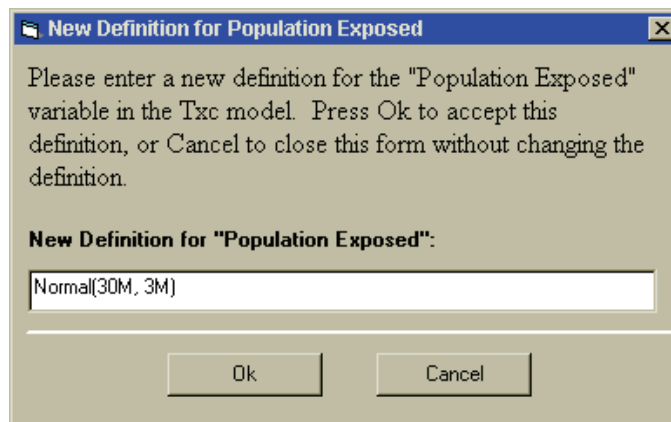 New Definition for Population Exposed
Please enter a new definition for the "Population Exposed"
variable in the Txc model. Press Ok to accept this
definition, or Cancel to close this form without changing the
definition.
New Definition for "Population Exposed":
Normal(30M, 3M)
Ok Cancel